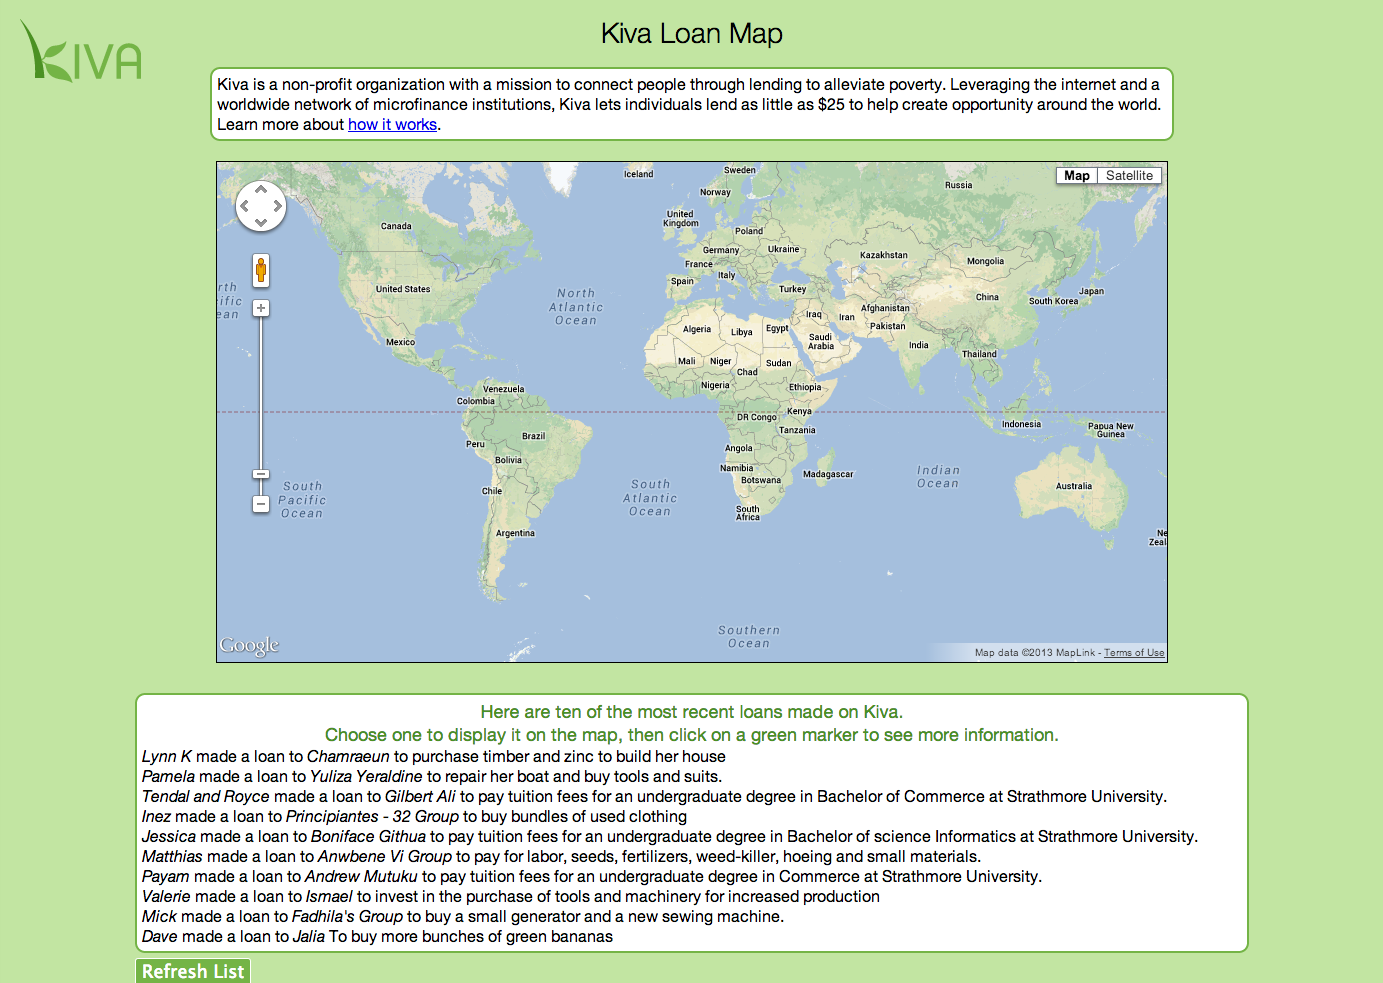 KIVA
Kiva Loan Map
Kiva is a non-profit organization with a mission to connect people through lending to alleviate poverty. Leveraging the internet and a
worldwide network of microfinance institutions, Kiva lets individuals lend as little as $25 to help create opportunity around the world.
Learn more about how it works.
Map
Satellite
Iceland
Sweden
Norway
Russia
Canada
United
Kingdom
Poland
Germany
Ukraine
Kazakhstan
France
Italy
Mongolia
Spain
United States
Turkey
China
Japan
South Korea
rth
ific
ean
North
Atlantic
Ocean
Iraq
Iran
Afghanistan
Pakistan
Algeria
Libya
Egypt
Saudi
Arabia
Mexico
India
Thailand
Mali
Niger
Chad
Sudan
Nigeria
Ethiopia
Venezuela
Colombia
DR Congo
Kenya
Tanzania
Indonesia
Papua New
Guinea
Brazil
Peru
Bolivia
Angola
Namibia
Botswana
Madagascar
Indian
Ocean
Australia
Chile
South
Pacific
Ocean
South
Atlantic
Ocean
South
Africa
Argentina
Ne
Zeal
Southern
Ocean
Google
Map data ©2013 MapLink - Terms of Use
Here are ten of the most recent loans made on Kiva.
Choose one to display it on the map, then click on a green marker to see more information.
Lynn K made a loan to Chamraeun to purchase timber and zinc to build her house
Pamela made a loan to Yuliza Yeraldine to repair her boat and buy tools and suits.
Tendal and Royce made a loan to Gilbert Ali to pay tuition fees for an undergraduate degree in Bachelor of Commerce at Strathmore University.
Inez made a loan to Principiantes - 32 Group to buy bundles of used clothing
Jessica made a loan to Boniface Githua to pay tuition fees for an undergraduate degree in Bachelor of science Informatics at Strathmore University.
Matthias made a loan to Anwbene Vi Group to pay for labor, seeds, fertilizers, weed-killer, hoeing and small materials.
Payam made a loan to Andrew Mutuku to pay tuition fees for an undergraduate degree in Commerce at Strathmore University.
Valerie made a loan to Ismael to invest in the purchase of tools and machinery for increased production
Mick made a loan to Fadhila's Group to buy a small generator and a new sewing machine.
Dave made a loan to Jalia To buy more bunches of green bananas
Refresh List